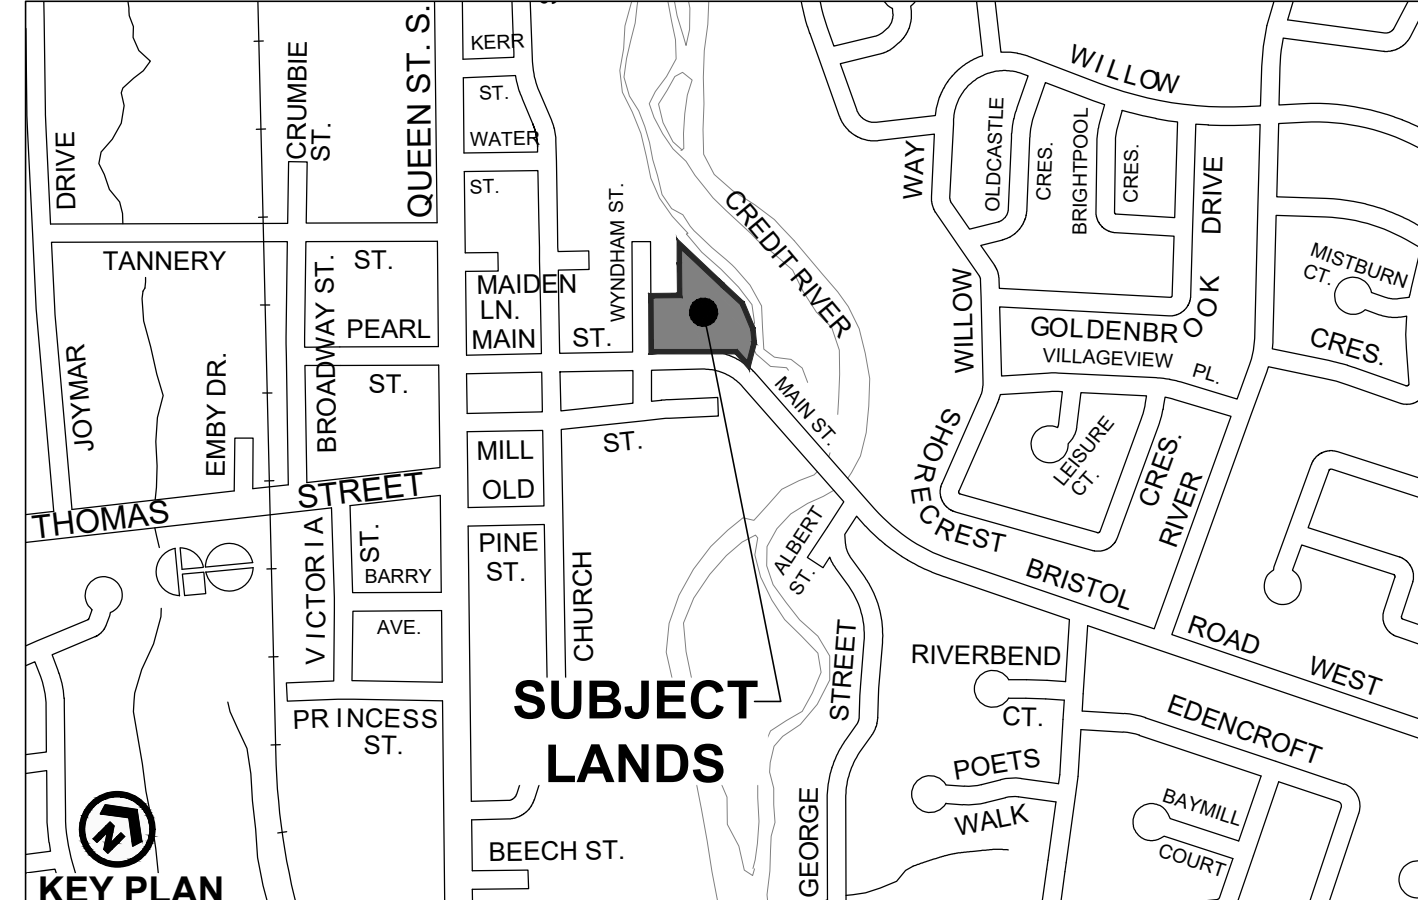 KERR
ST.
WATER
ST.
QUEEN ST. S.
CRUMBIE
ST.
DRIVE
JOYMAR
TANNERY
ST.
PEARL
ST.
BROADWAY ST.
EMBY DR.
MAIDEN
LN.
MAIN
ST.
WYNDHAM ST.
CREDIT RIVER
MAIN ST.
WILLOW
WAY
WILLOW
OLDCASTLE
CRES.
BRIGHTPOOL
CRES.
DRIVE
GOLDENBROOK
VILLAGEVIEW
PL.
MISTBURN
CT.
CRES.
SHORECREST
LEISURE
CT.
CRES.
RIVER
MILL
ST.
OLD
THOMAS
STREET
VICTORIA
ST.
BARRY
AVE.
PINE
ST.
CHURCH
ALBERT
ST.
BRISTOL
ROAD
WEST
STREET
GEORGE
RIVERBEND
CT.
EDENCROFT
POETS
WALK
BAYMILL
COURT
PRINCESS
ST.
SUBJECT
LANDS
BEECH ST.
N
KEY PLAN